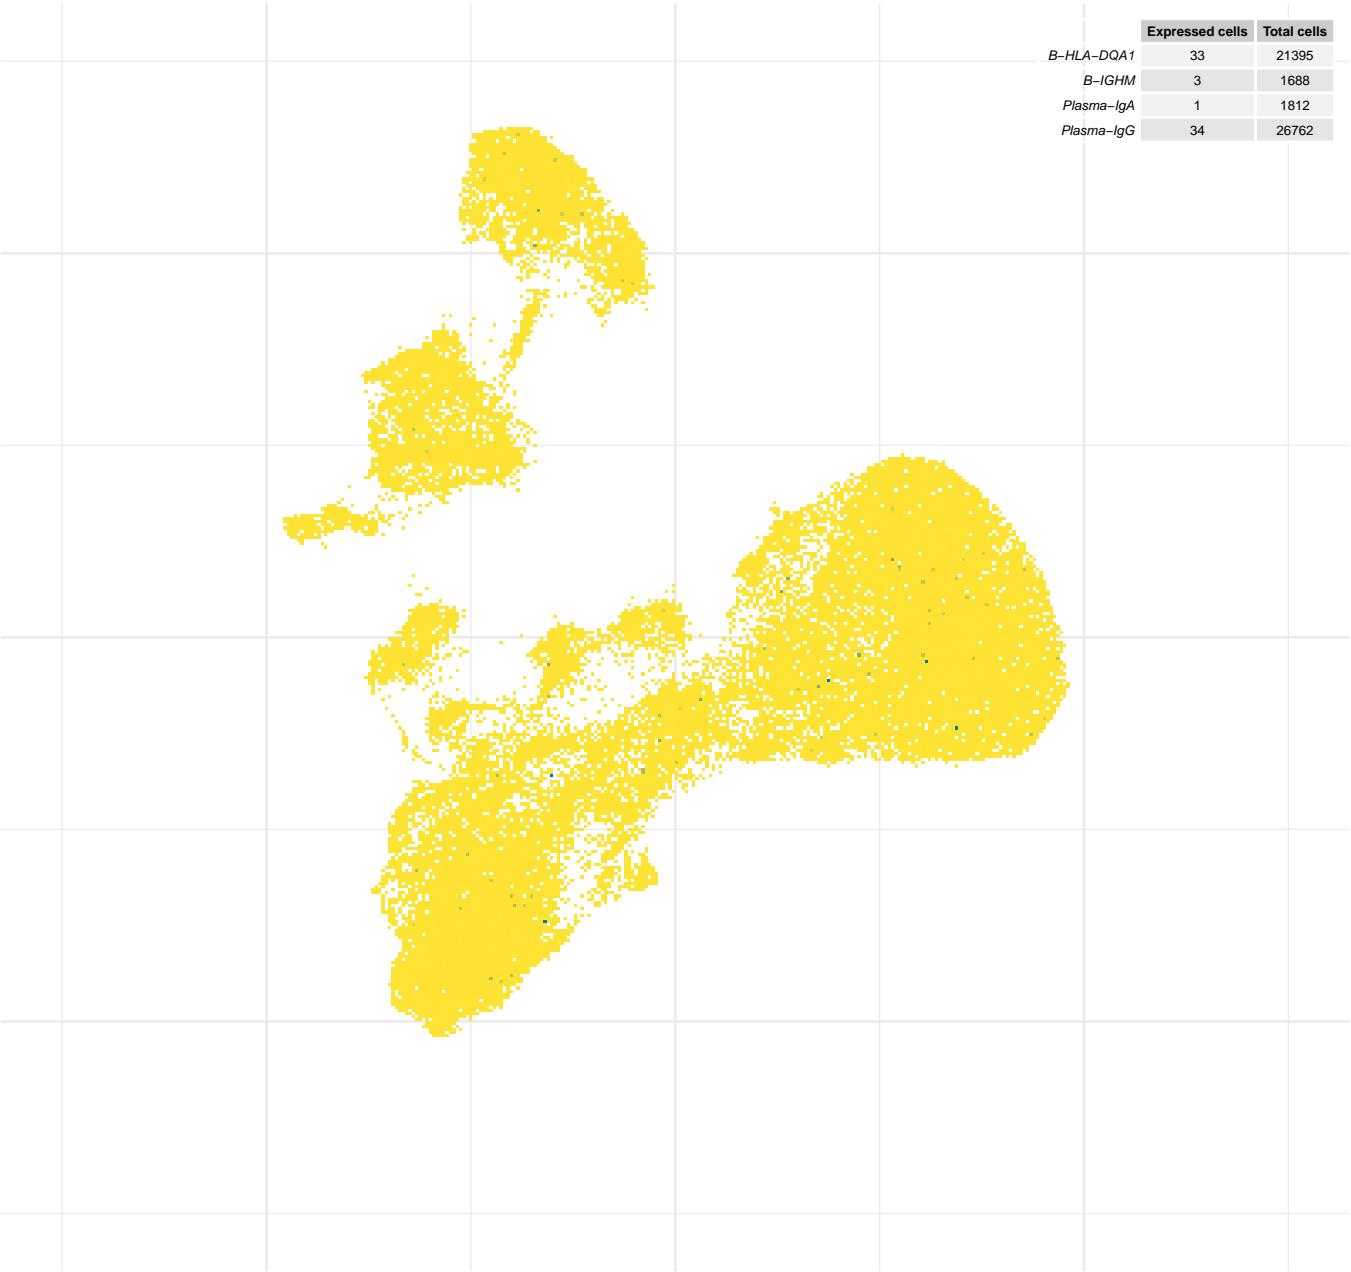 Expressed cells Total cells
B−HLA−DQA1 33 21395
B−IGHM 3 1688
Plasma−IgA 1 1812
Plasma−IgG 34 26762